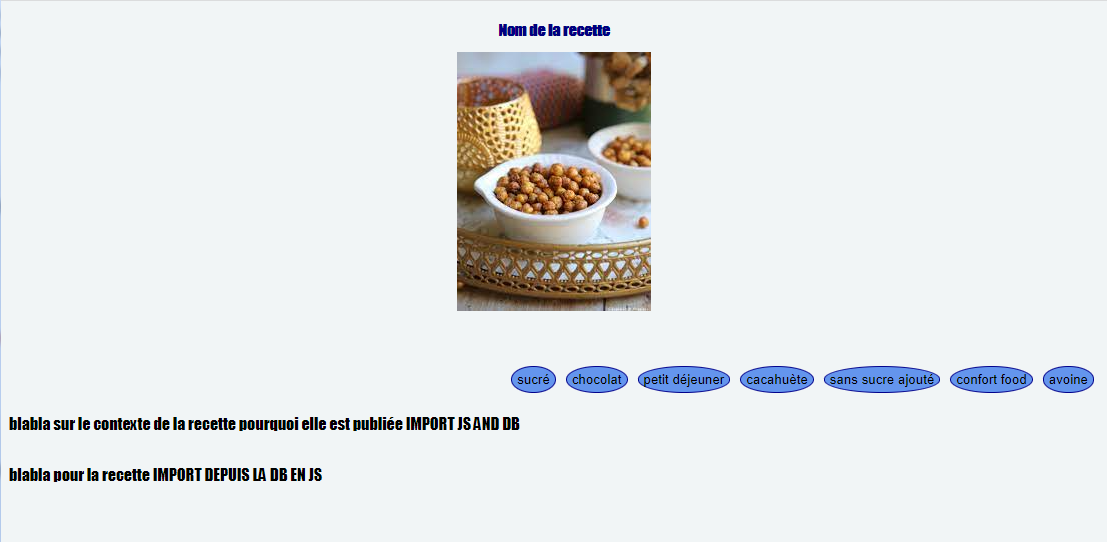 Nom de la recette
sucré chocolat petit déjeuner cacahuète sans sucre ajouté confort food avoine
blabla sur le contexte de la recette pourquoi elle est publiée IMPORT JS AND DB
blabla pour la recette IMPORT DEPUIS LA DB EN JS